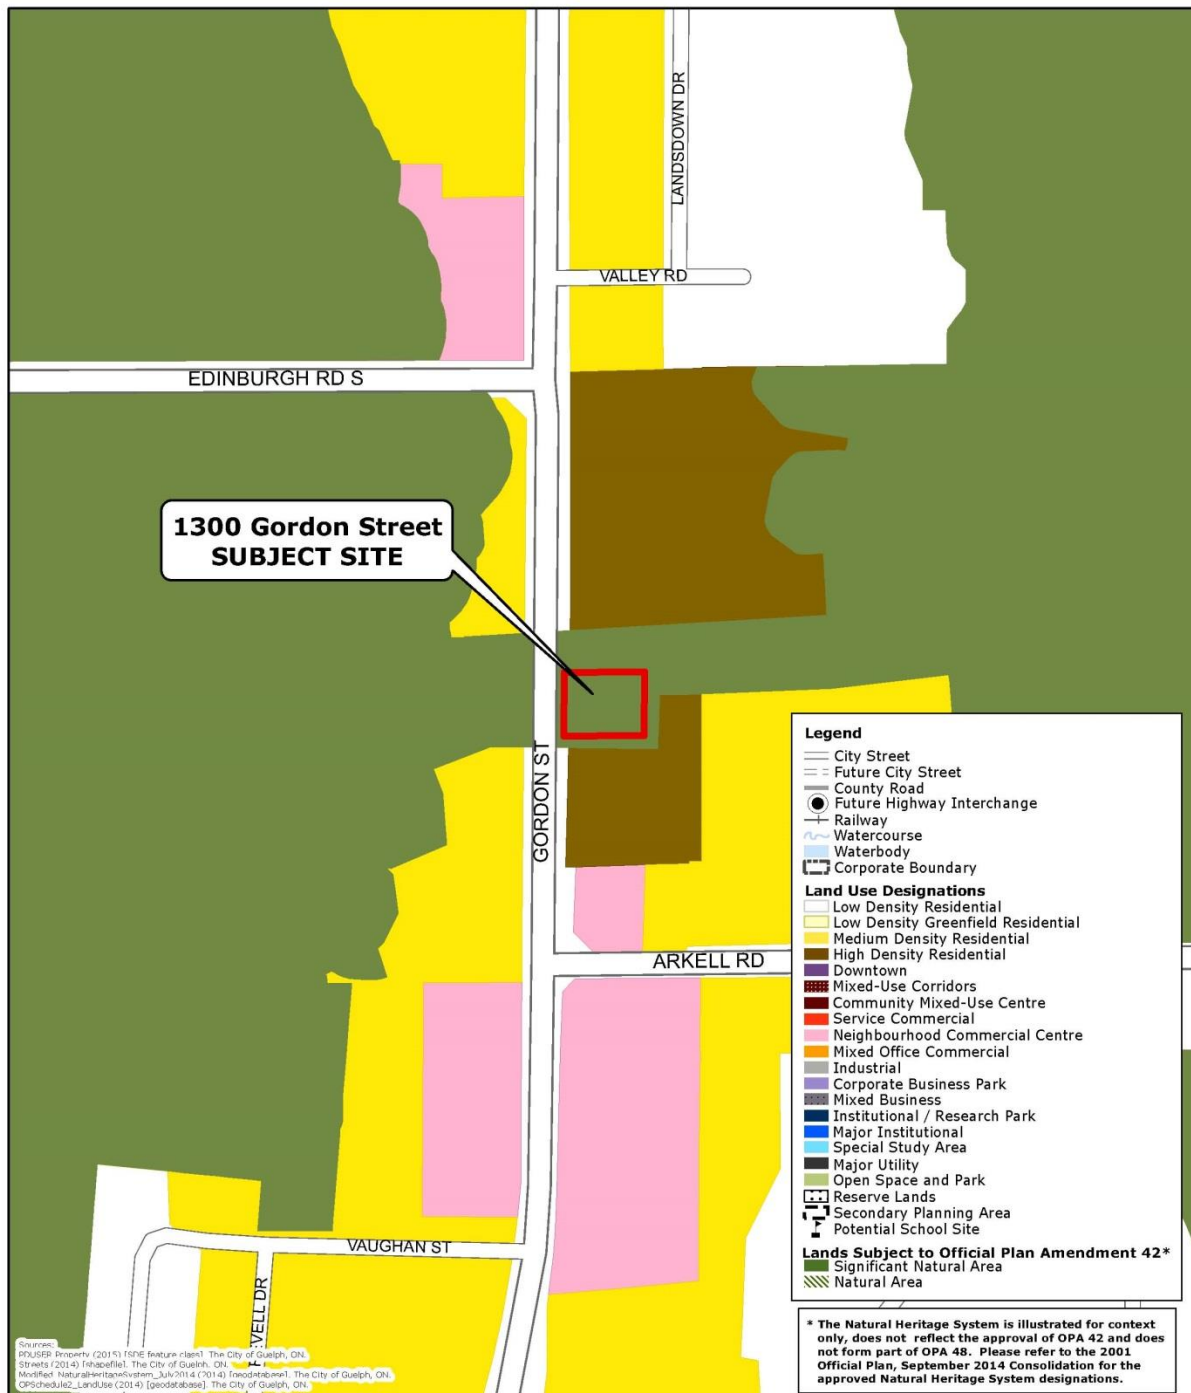 LANDSDOWN DR
VALLEY RD
EDINBURGH RD S
1300 Gordon Street
SUBJECT SITE
GORDON ST
ARKELL RD
VAUGHAN ST
Legend
City Street
Future City Street
County Road
Future Highway Interchange
Railway
Watercourse
Waterbody
Corporate Boundary
Land Use Designations
Low Density Residential
Low Density Greenfield Residential
Medium Density Residential
High Density Residential
Downtown
Mixed-Use Corridors
Community Mixed-Use Centre
Service Commercial
Neighbourhood Commercial Centre
Mixed Office Commercial
Industrial
Corporate Business Park
Mixed Business
Institutional / Research Park
Major Institutional
Special Study Area
Major Utility
Open Space and Park
Reserve Lands
Secondary Planning Area
Potential School Site
Lands Subject to Official Plan Amendment 42*
Significant Natural Area
Natural Area
* The Natural Heritage System is illustrated for context
only, does not reflect the approval of OPA 42 and does
not form part of OPA 48. Please refer to the 2001
Official Plan, September 2014 Consolidation for the
approved Natural Heritage System designations.
Sources:
PDUSER Property (2015) [SDE feature class]. The City of Guelph, ON.
Streets (2014) [shapefile]. The City of Guelph, ON.
Modified_NaturalHeritageSystem_July2014 (2014) [geodatabase]. The City of Guelph, ON.
OPSchedule2_LandUse (2014) [geodatabase]. The City of Guelph, ON.